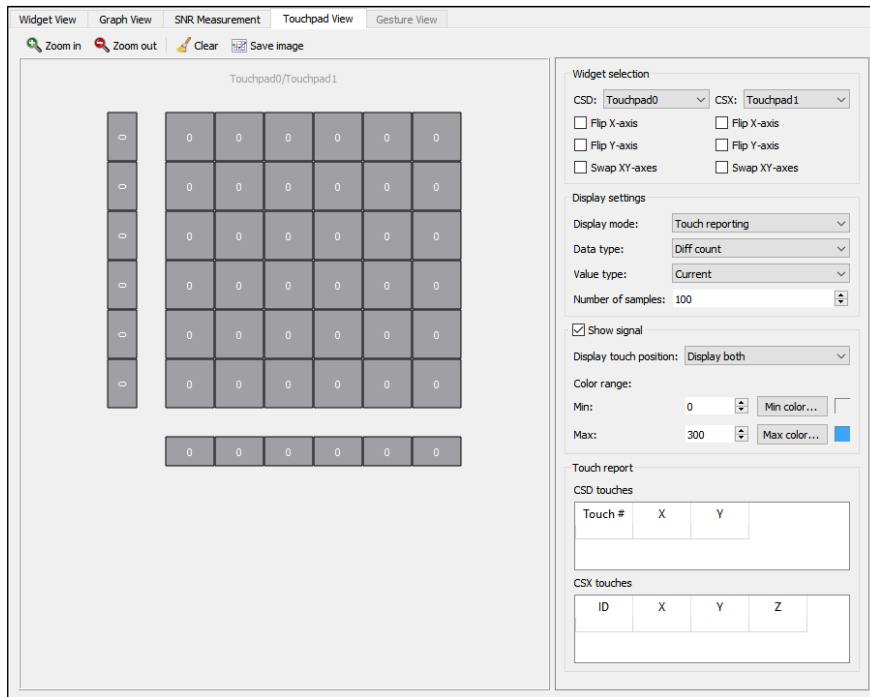 Widget View Graph View SNR Measurement Touchpad View Gesture View
Zoom in Zoom out Clear Save image
Touchpad0/Touchpad1
0 0 0 0 0 0 0
0 0 0 0 0 0 0
0 0 0 0 0 0 0
0 0 0 0 0 0 0
0 0 0 0 0 0 0
0 0 0 0 0 0 0
0 0 0 0 0 0
Widget selection
CSD: Touchpad0 CSX: Touchpad1
Flip X-axis Flip X-axis
Flip Y-axis Flip Y-axis
Swap XY-axes Swap XY-axes
Display settings
Display mode: Touch reporting
Data type: Diff count
Value type: Current
Number of samples: 100
Show signal
Display touch position: Display both
Color range:
Min: 0 Min color...
Max: 300 Max color...
Touch report
CSD touches
Touch # X Y
CSX touches
ID X Y Z